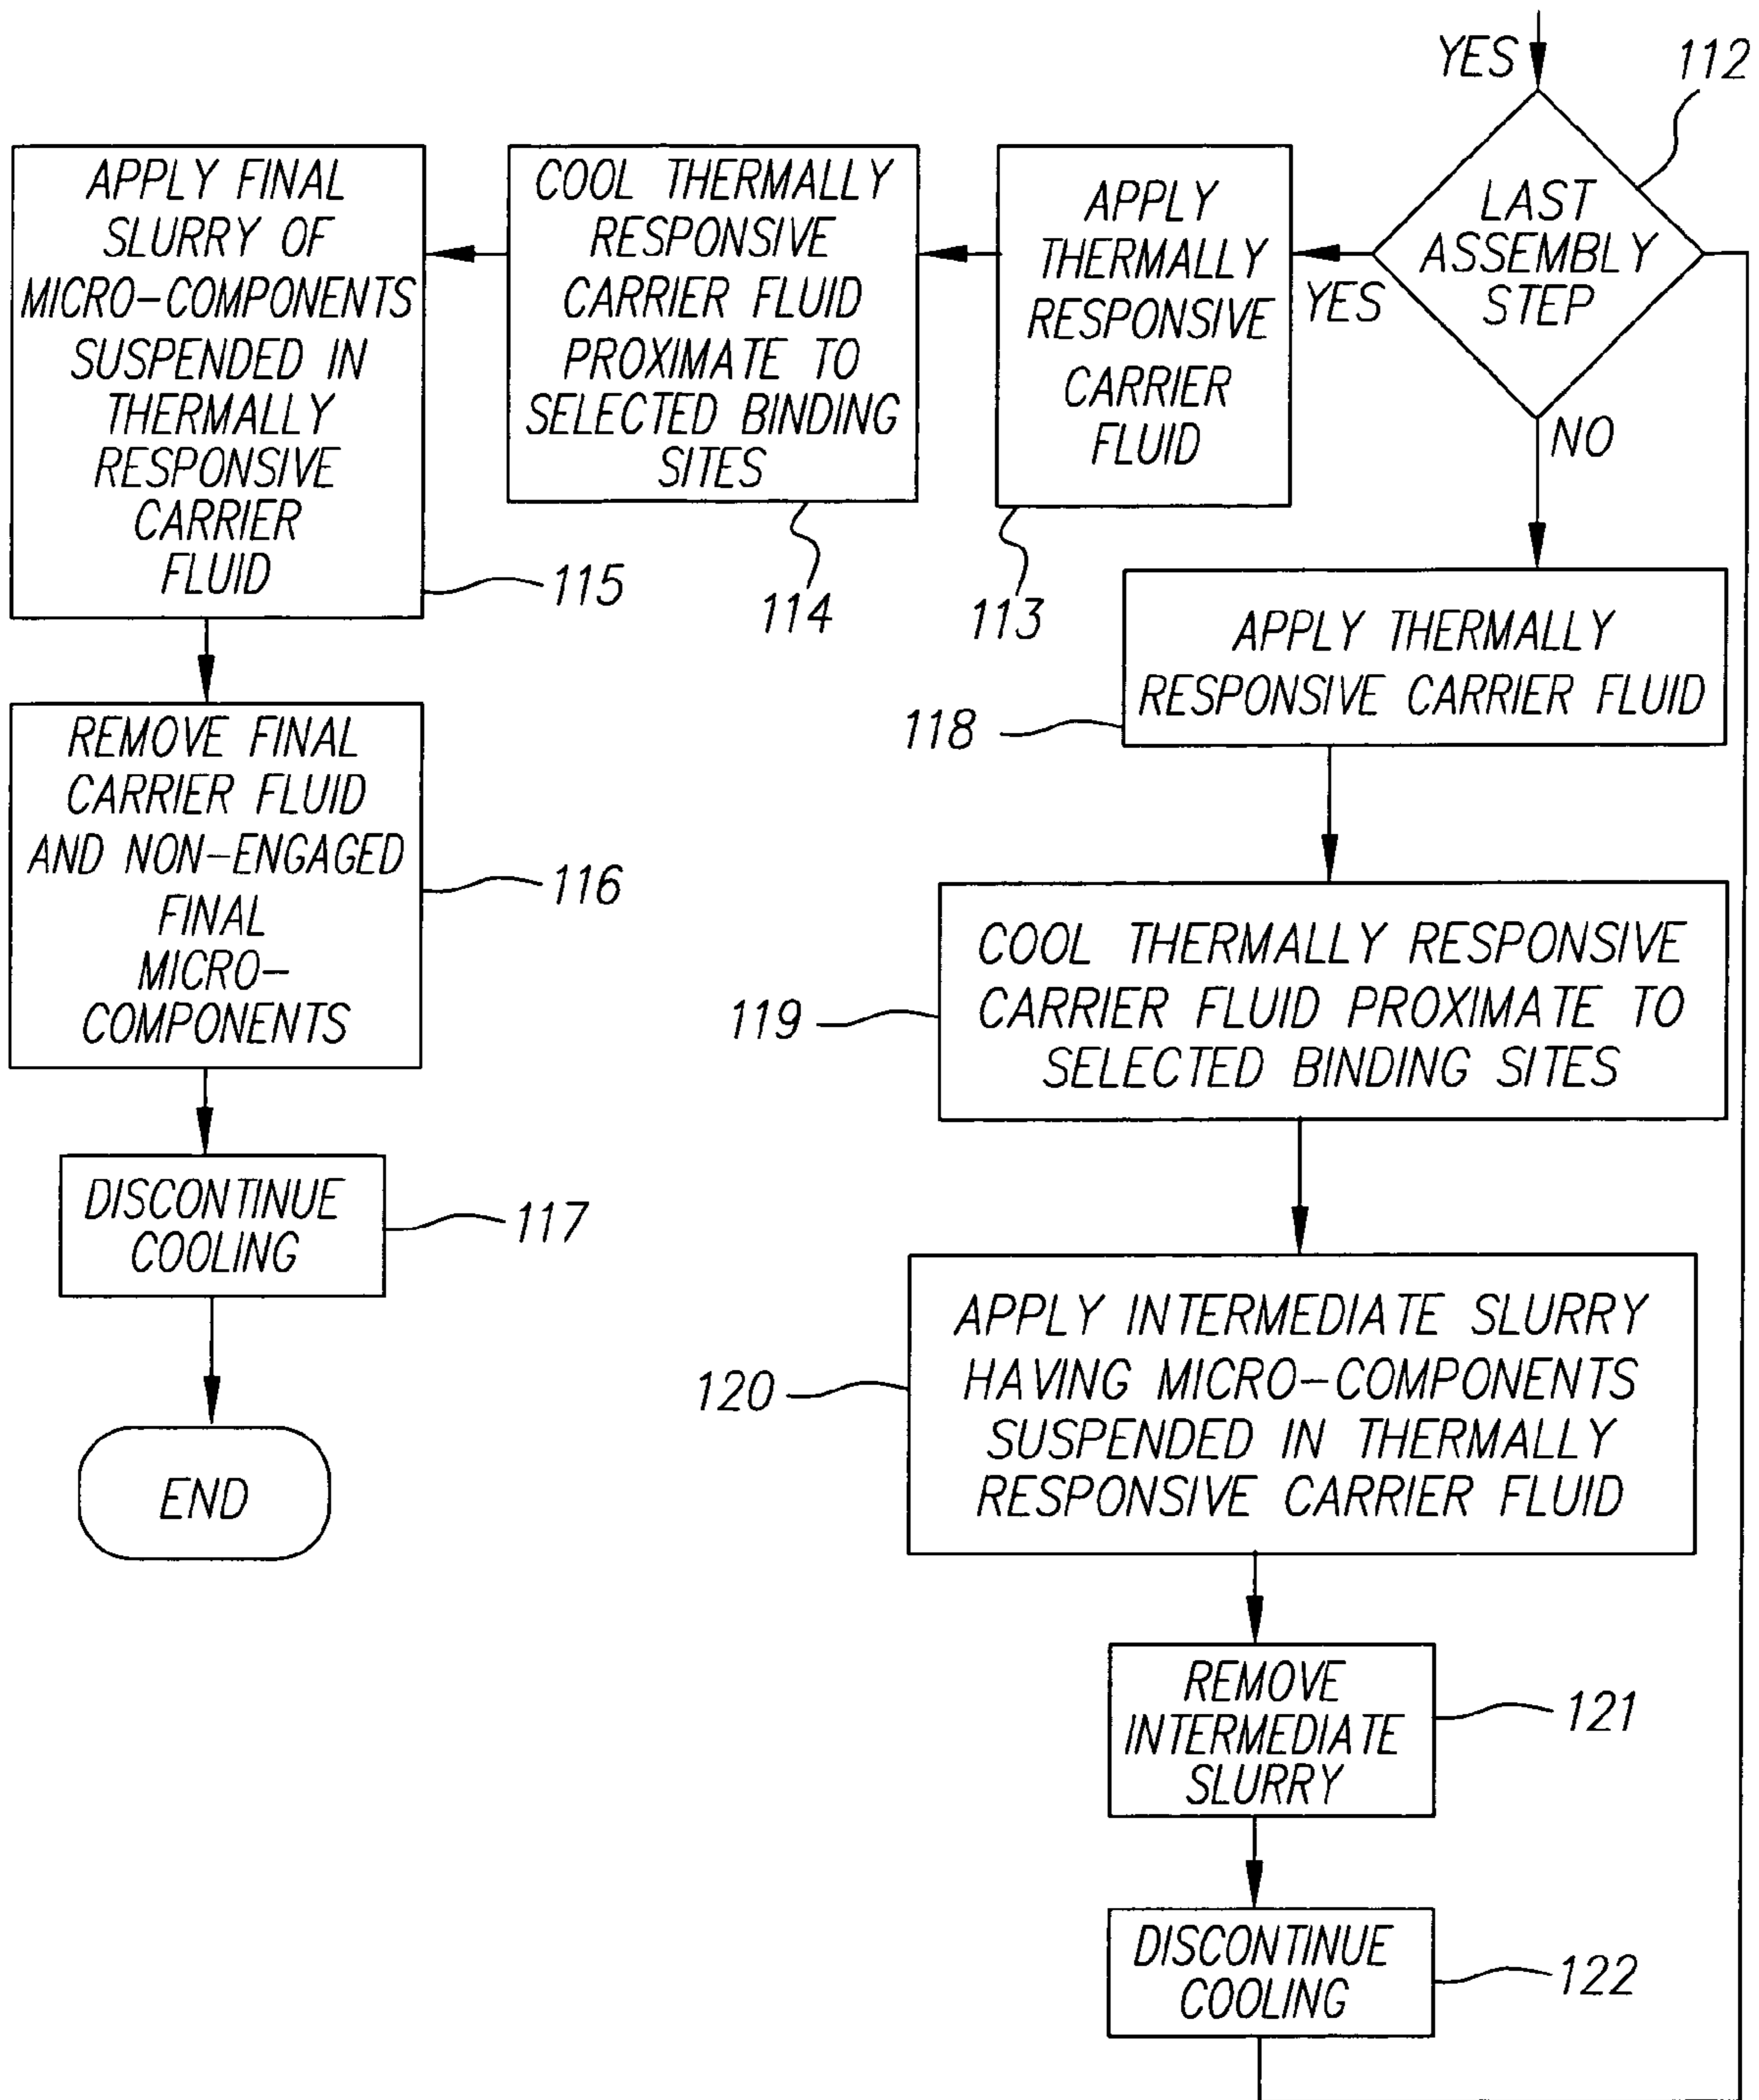 YES
112
LAST
ASSEMBLY
STEP
YES
NO
APPLY
THERMALLY
RESPONSIVE
CARRIER
FLUID
113
COOL THERMALLY
RESPONSIVE
CARRIER FLUID
PROXIMATE TO
SELECTED BINDING
SITES
114
APPLY FINAL
SLURRY OF
MICRO-COMPONENTS
SUSPENDED IN
THERMALLY
RESPONSIVE
CARRIER
FLUID
115
REMOVE FINAL
CARRIER FLUID
AND NON-ENGAGED
FINAL
MICRO-
COMPONENTS
116
DISCONTINUE
COOLING
117
END
APPLY THERMALLY
RESPONSIVE CARRIER FLUID
118
COOL THERMALLY RESPONSIVE
CARRIER FLUID PROXIMATE TO
SELECTED BINDING SITES
119
APPLY INTERMEDIATE SLURRY
HAVING MICRO-COMPONENTS
SUSPENDED IN THERMALLY
RESPONSIVE CARRIER FLUID
120
REMOVE
INTERMEDIATE
SLURRY
121
DISCONTINUE
COOLING
122